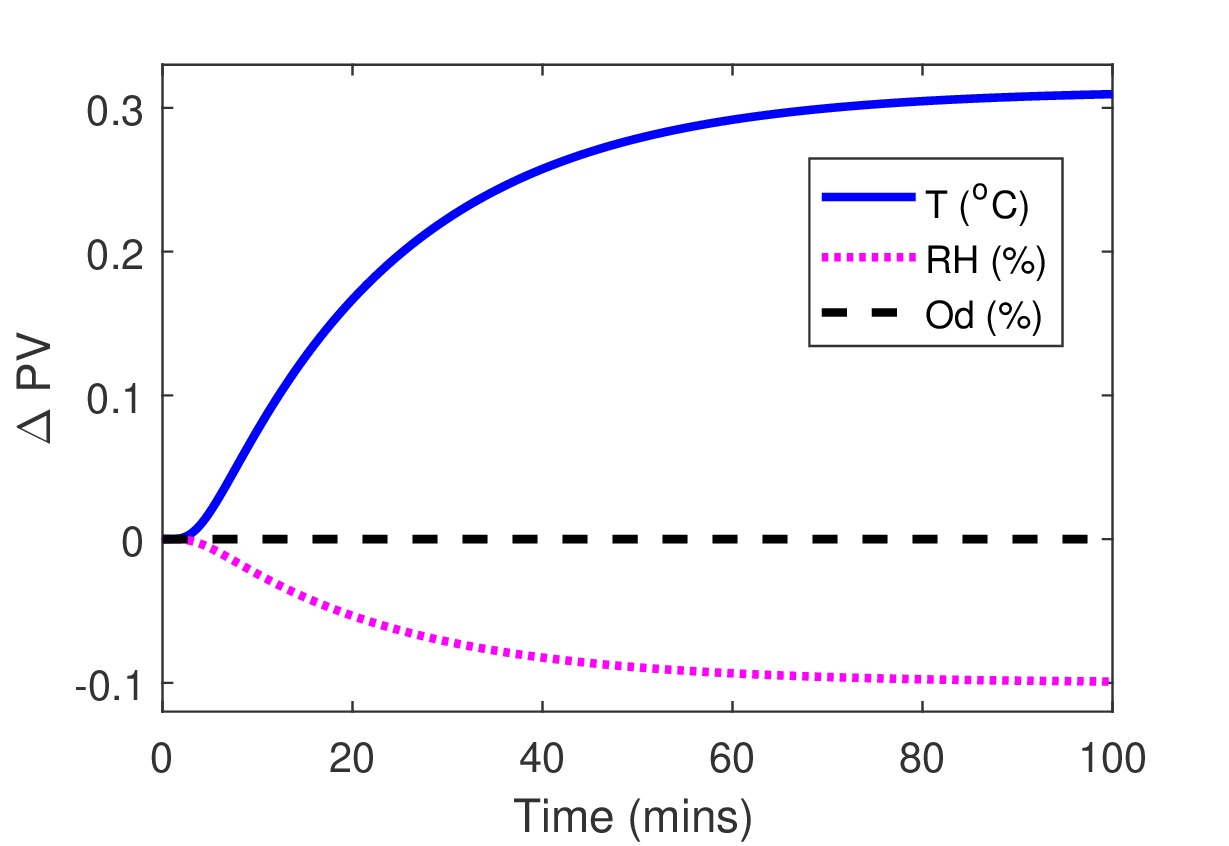 0.3
0.2
0.1
0
-0.1
Δ PV
T (°C)
RH (%)
Od (%)
0 20 40 60 80 100
Time (mins)